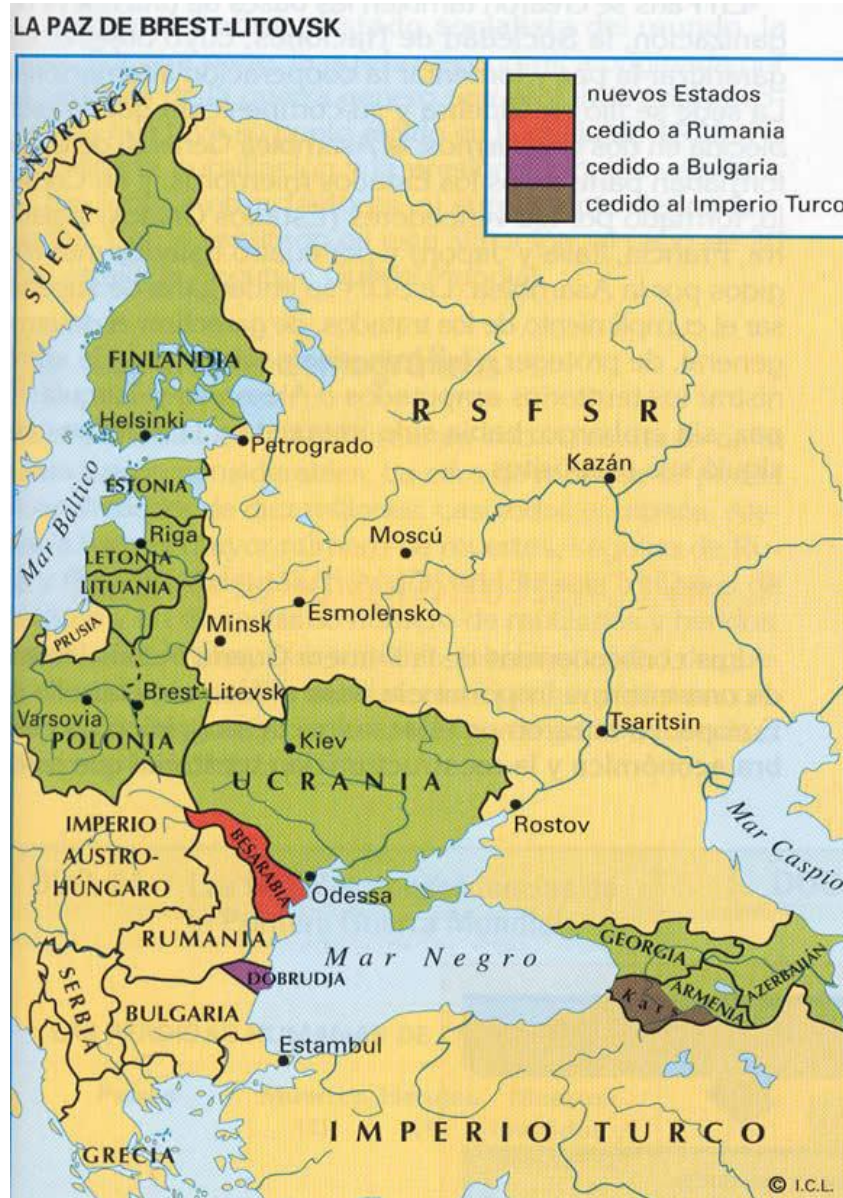 LA PAZ DE BREST-LITOVSK
nuevos Estados
cedido a Rumania
cedido a Bulgaria
cedido al Imperio Turco
NORUEGA
SUECIA
FINLANDIA
Helsinki
Petrogrado
R S F S R
Kazán
ESTONIA
Mar Báltico
Riga
LETONIA
LITUANIA
Moscú
Esmolensko
PRUSIA
Minsk
Brest-Litovsk
Varsovia
POLONIA
Kiev
UCRANIA
Tsaritsin
Rostov
Mar Caspio
IMPERIO
AUSTRO-
HÚNGARO
BESARABIA
Odessa
RUMANIA
Mar Negro
DOBRUDJA
GEORGIA
AZERBAIJÁN
ARMENIA
Kars
SERBIA
BULGARIA
Estambul
GRECIA
IMPERIO TURCO
© I.C.L.